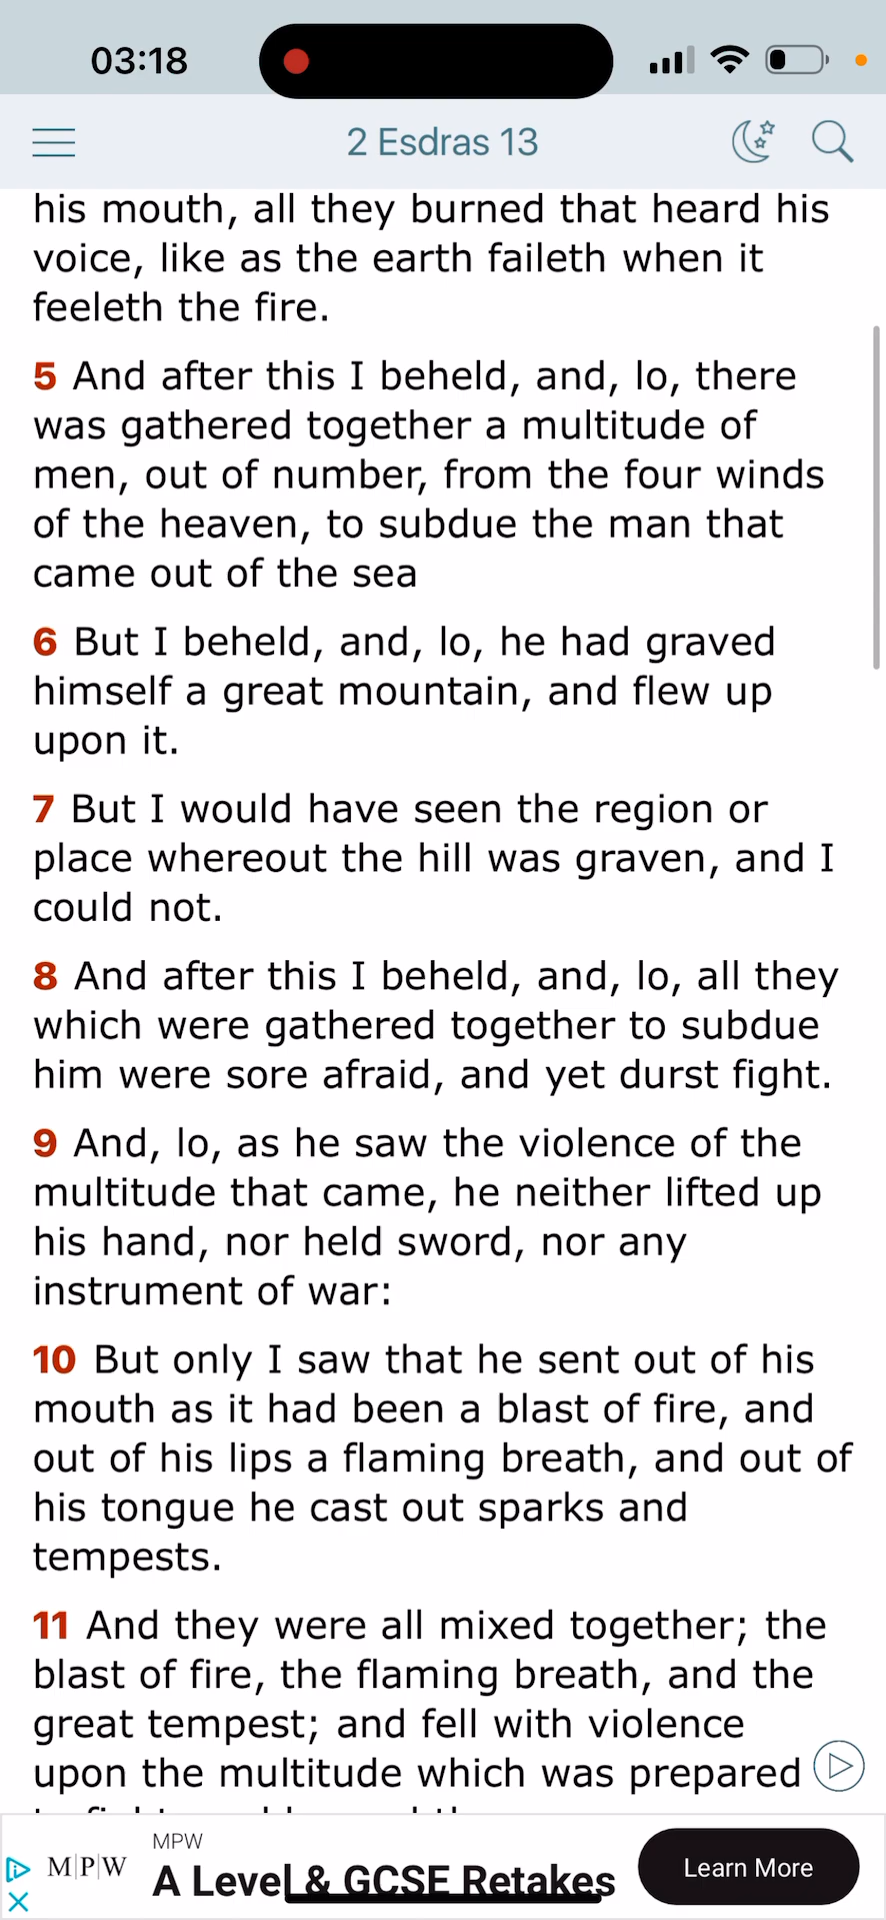 03:18
2 Esdras 13
his mouth, all they burned that heard his
voice, like as the earth faileth when it
feeleth the fire.
5 And after this I beheld, and, lo, there
was gathered together a multitude of
men, out of number, from the four winds
of the heaven, to subdue the man that
came out of the sea
6 But I beheld, and, lo, he had graved
himself a great mountain, and flew up
upon it.
7 But I would have seen the region or
place whereout the hill was graven, and I
could not.
8 And after this I beheld, and, lo, all they
which were gathered together to subdue
him were sore afraid, and yet durst fight.
9 And, lo, as he saw the violence of the
multitude that came, he neither lifted up
his hand, nor held sword, nor any
instrument of war:
10 But only I saw that he sent out of his
mouth as it had been a blast of fire, and
out of his lips a flaming breath, and out of
his tongue he cast out sparks and
tempests.
11 And they were all mixed together; the
blast of fire, the flaming breath, and the
great tempest; and fell with violence
upon the multitude which was prepared
MPW
M|P|W
A Level & GCSE Retakes
Learn More